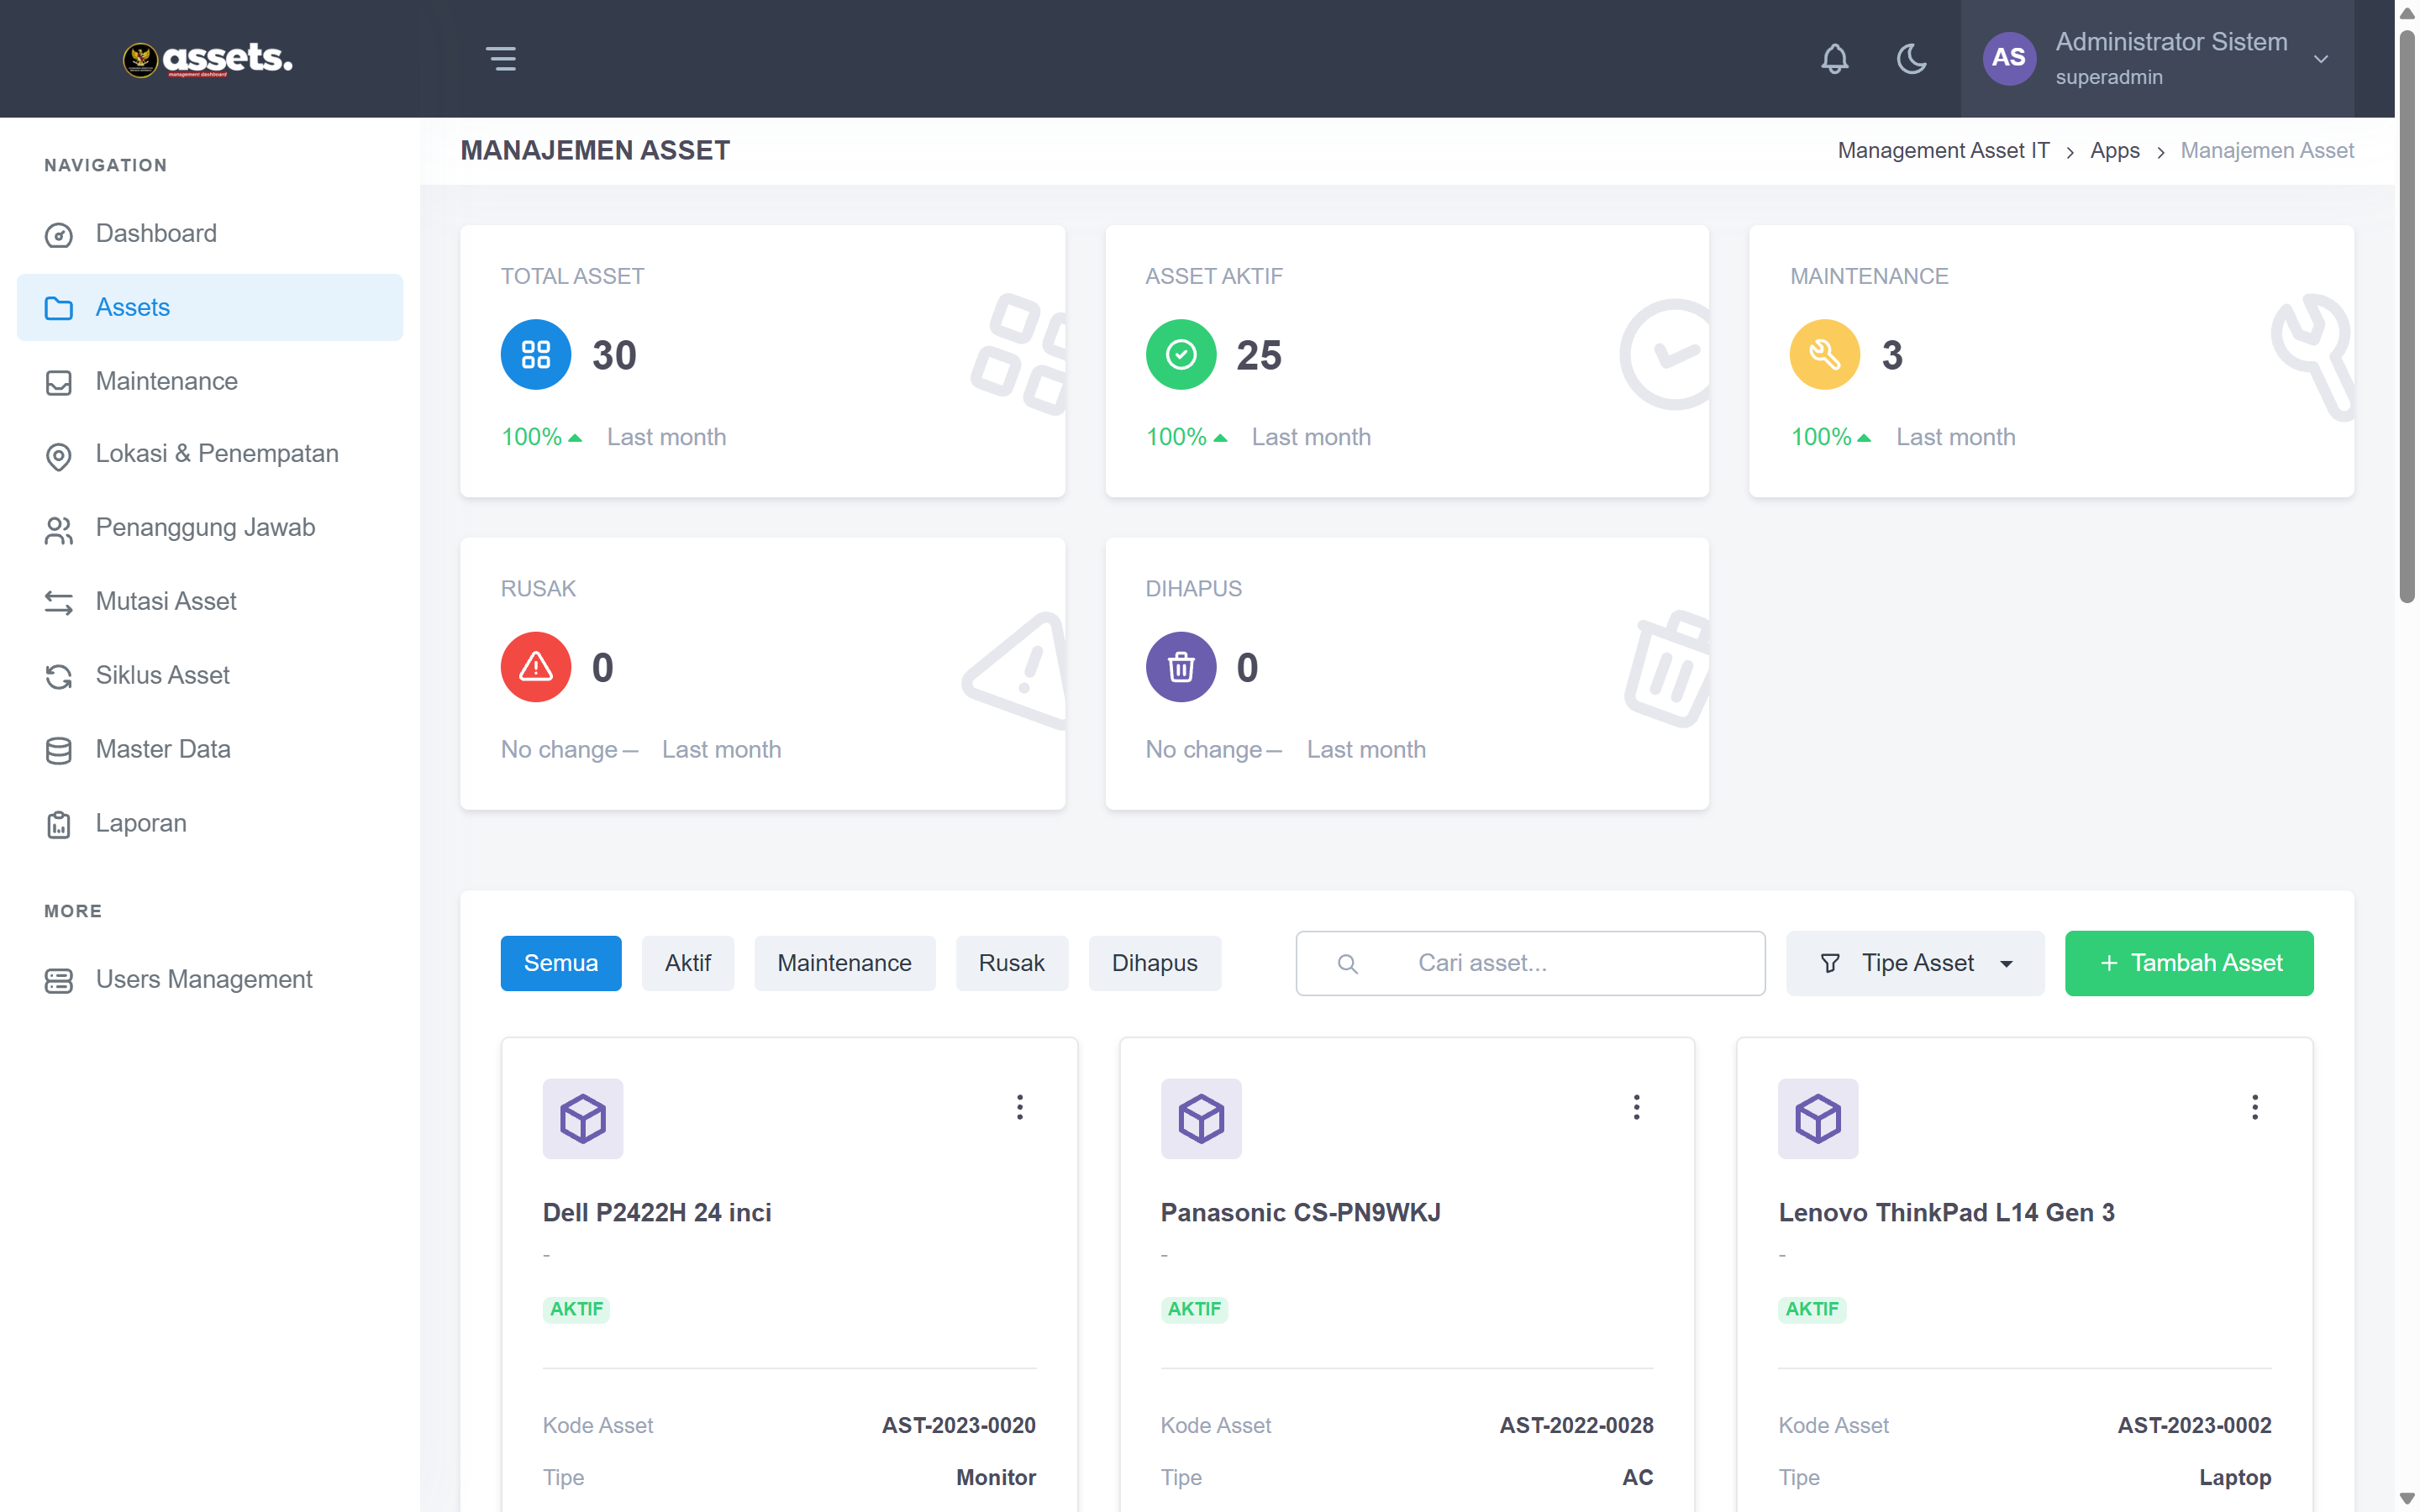 assets.
management dashboard
AS
Administrator Sistem
superadmin
NAVIGATION
Dashboard
Assets
Maintenance
Lokasi & Penempatan
Penanggung Jawab
Mutasi Asset
Siklus Asset
Master Data
Laporan
MORE
Users Management
MANAJEMEN ASSET
Management Asset IT > Apps > Manajemen Asset
TOTAL ASSET
30
100% Last month
ASSET AKTIF
25
100% Last month
MAINTENANCE
3
100% Last month
RUSAK
0
No change – Last month
DIHAPUS
0
No change – Last month
Semua Aktif Maintenance Rusak Dihapus Cari asset... Tipe Asset + Tambah Asset
Dell P2422H 24 inci
-
AKTIF
Kode Asset AST-2023-0020
Tipe Monitor
Panasonic CS-PN9WKJ
-
AKTIF
Kode Asset AST-2022-0028
Tipe AC
Lenovo ThinkPad L14 Gen 3
-
AKTIF
Kode Asset AST-2023-0002
Tipe Laptop